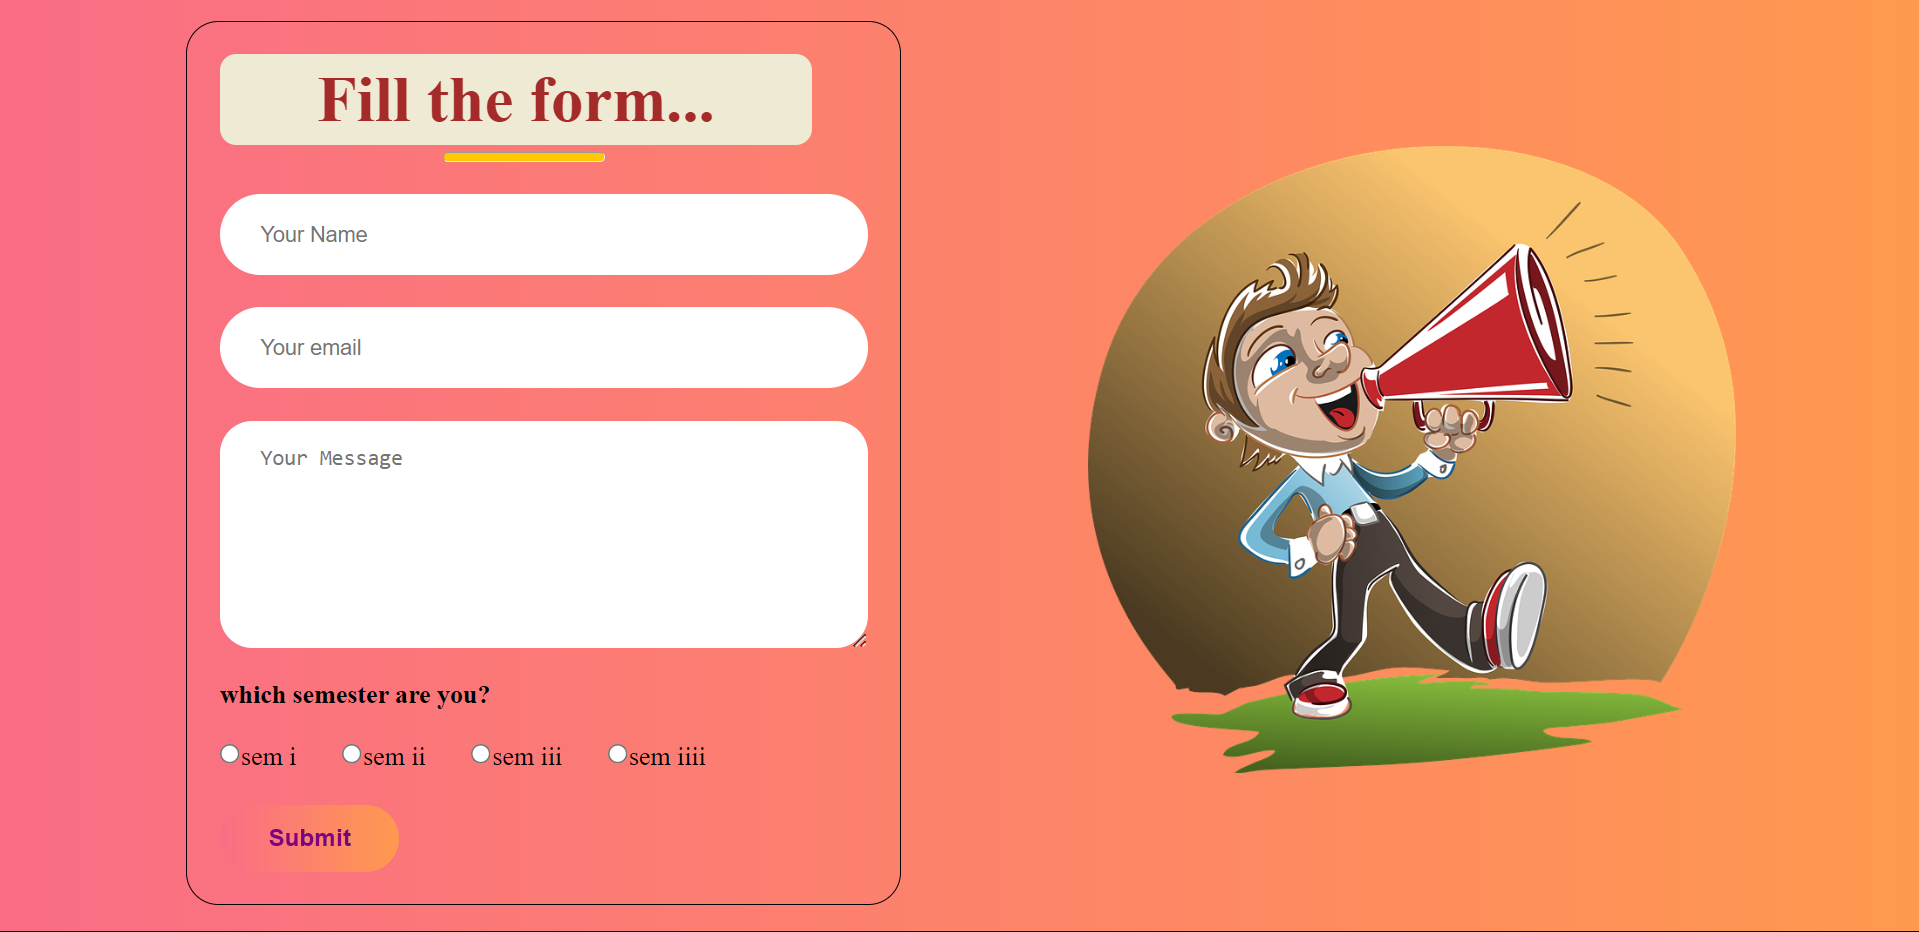 Fill the form...
Your Name
Your email
Your Message
which semester are you?
sem i sem ii sem iii sem iiii
Submit